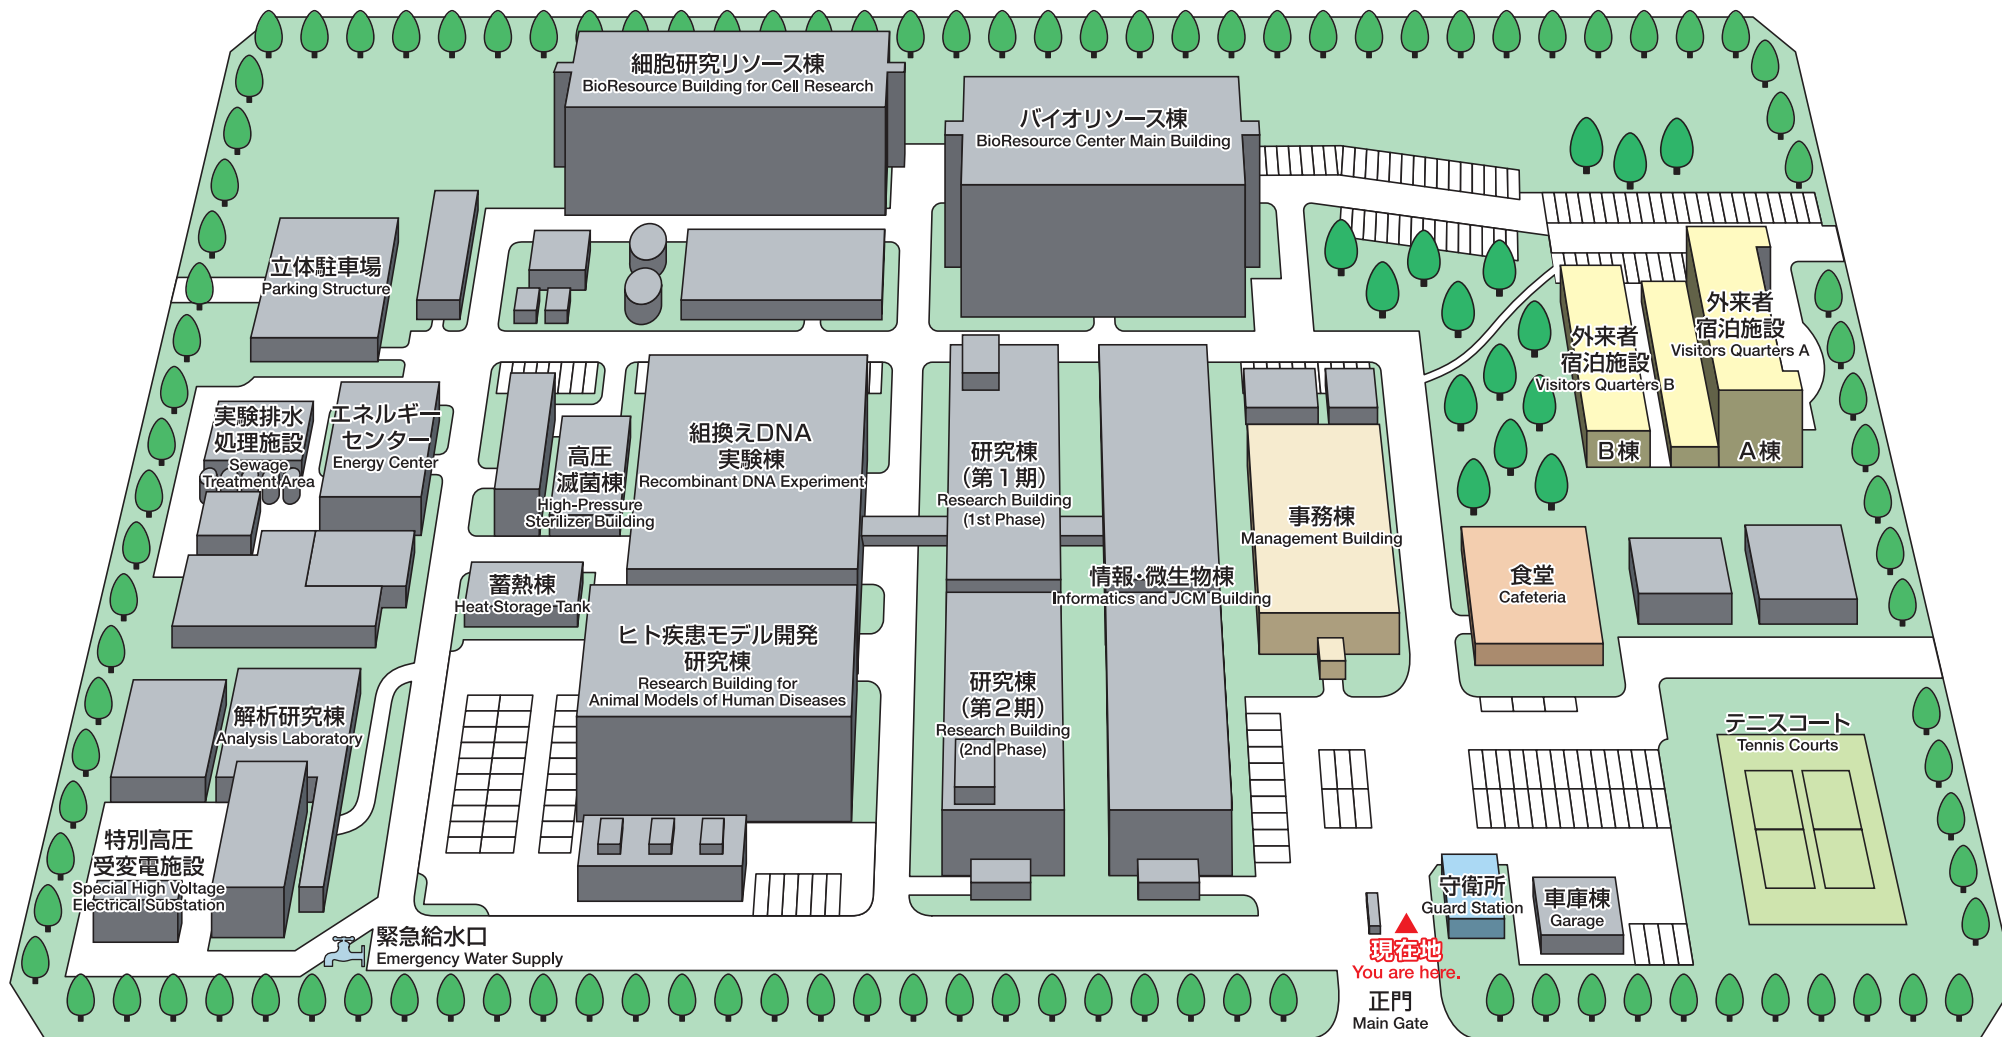 細胞研究リソース棟
BioResource Building for Cell Research
バイオリソース棟
BioResource Center Main Building
立体駐車場
Parking Structure
外来者
宿泊施設
Visitors Quarters A
外来者
宿泊施設
Visitors Quarters B
B棟
A棟
実験排水
処理施設
Sewage
Treatment Area
エネルギー
センター
Energy Center
高圧
滅菌棟
High-Pressure
Sterilizer Building
組換えDNA
実験棟
Recombinant DNA Experiment
研究棟
(第1期)
Research Building
(1st Phase)
事務棟
Management Building
情報・微生物棟
Informatics and JCM Building
食堂
Cafeteria
蓄熱棟
Heat Storage Tank
ヒト疾患モデル開発
研究棟
Research Building for
Animal Models of Human Diseases
研究棟
(第2期)
Research Building
(2nd Phase)
解析研究棟
Analysis Laboratory
テニスコート
Tennis Courts
特別高圧
受変電施設
Special High Voltage
Electrical Substation
守衛所
Guard Station
車庫棟
Garage
緊急給水口
Emergency Water Supply
現在地
You are here.
正門
Main Gate